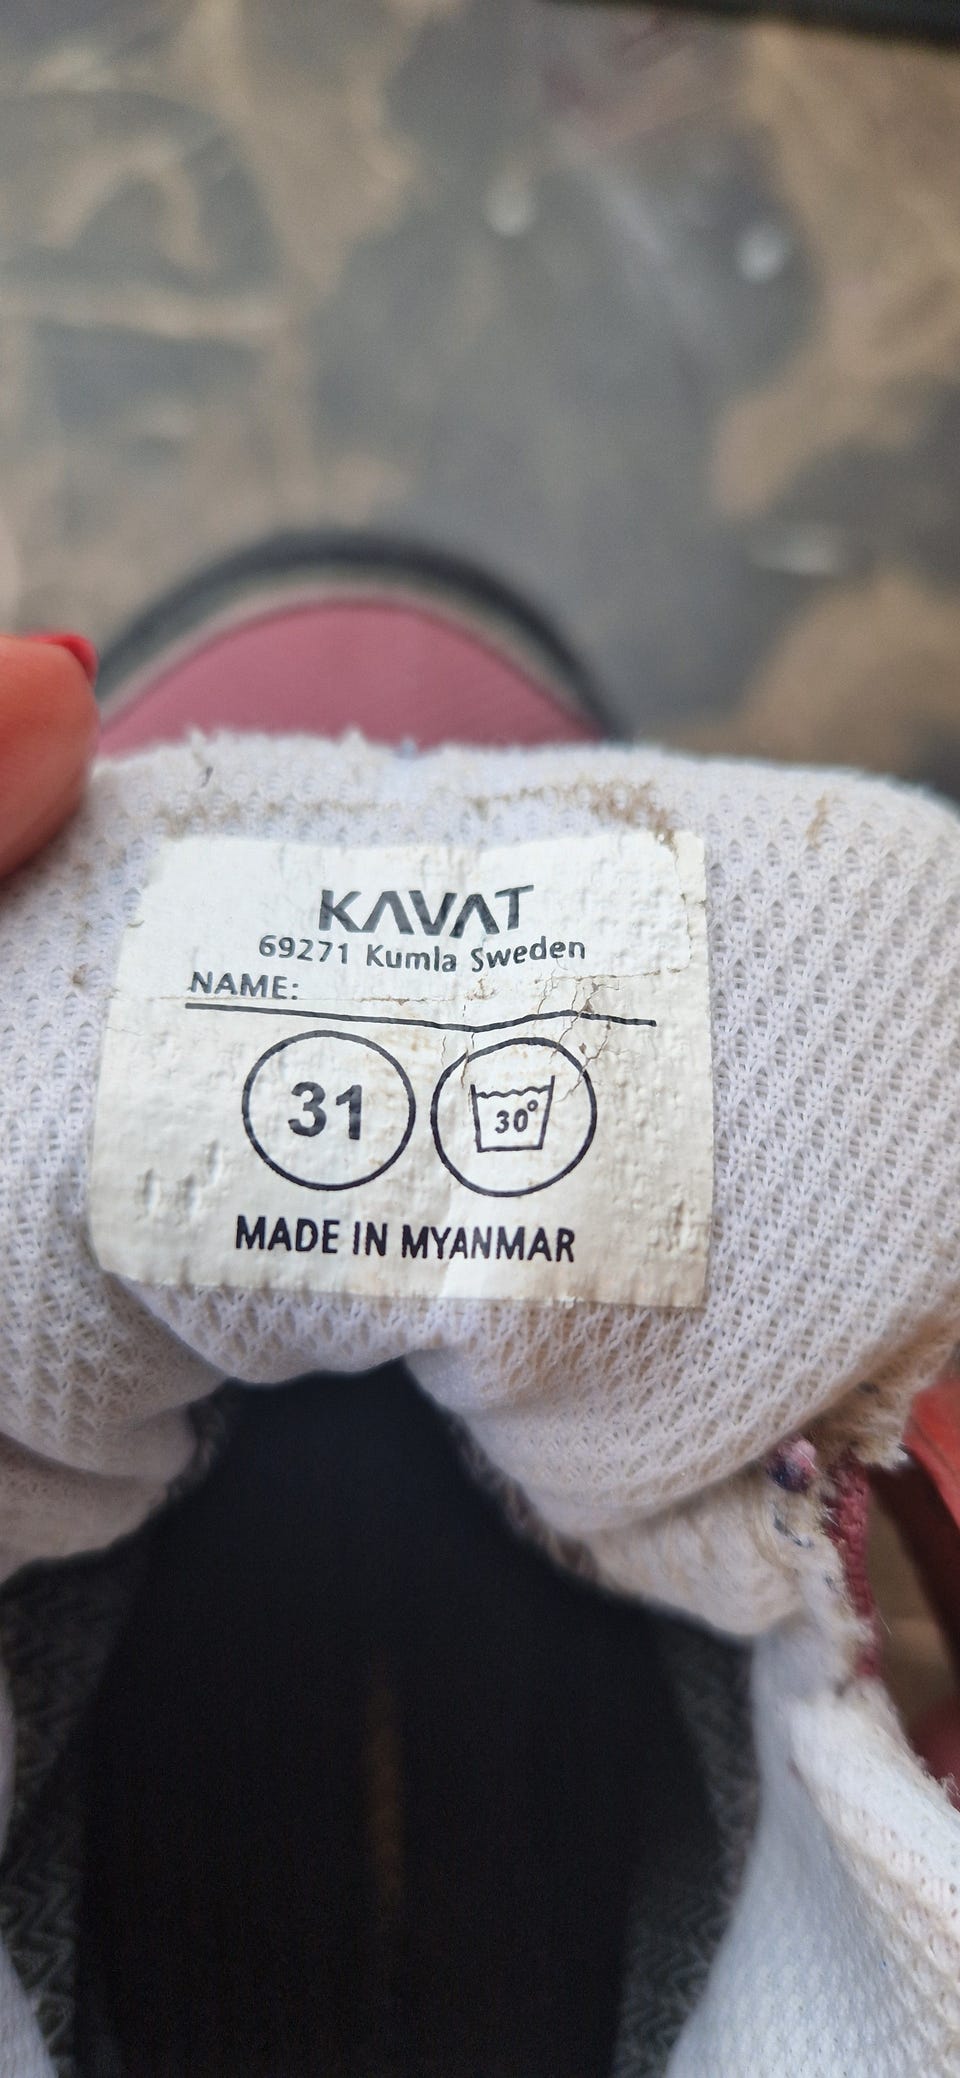 KAVAT
69271 Kumla Sweden
NAME:
31 30°
MADE IN MYANMAR